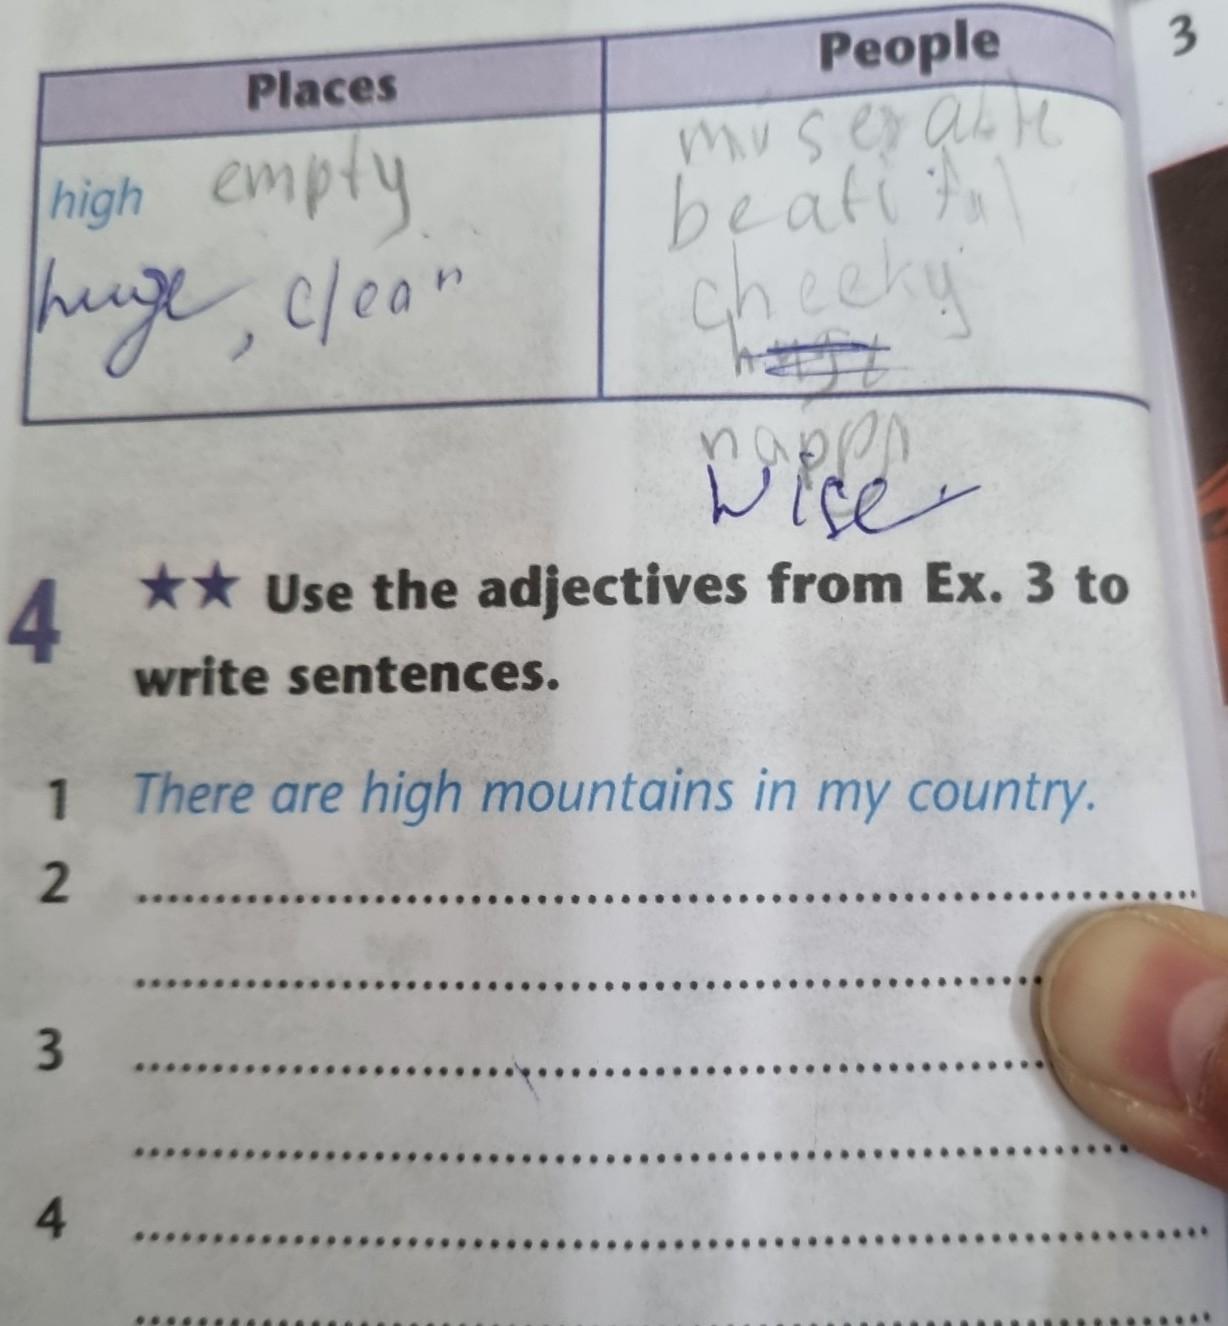 3
Places People
high empty
huge, clean
miserable
beatiful
cheeky
happy
wise
4 ★★ Use the adjectives from Ex. 3 to
write sentences.
1 There are high mountains in my country.
2
3
4